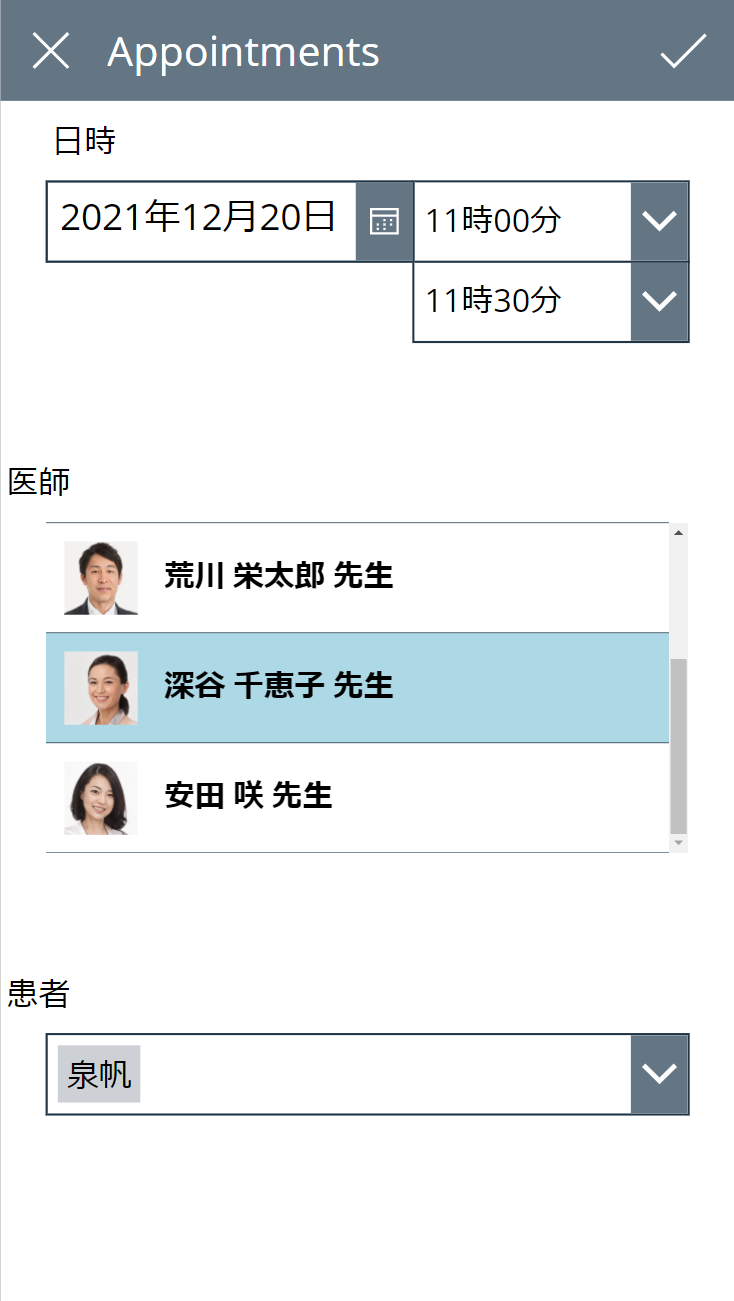 Appointments
日時
2021年12月20日 11時00分
11時30分
医師
荒川 栄太郎 先生
深谷 千恵子 先生
安田 咲 先生
患者
泉帆